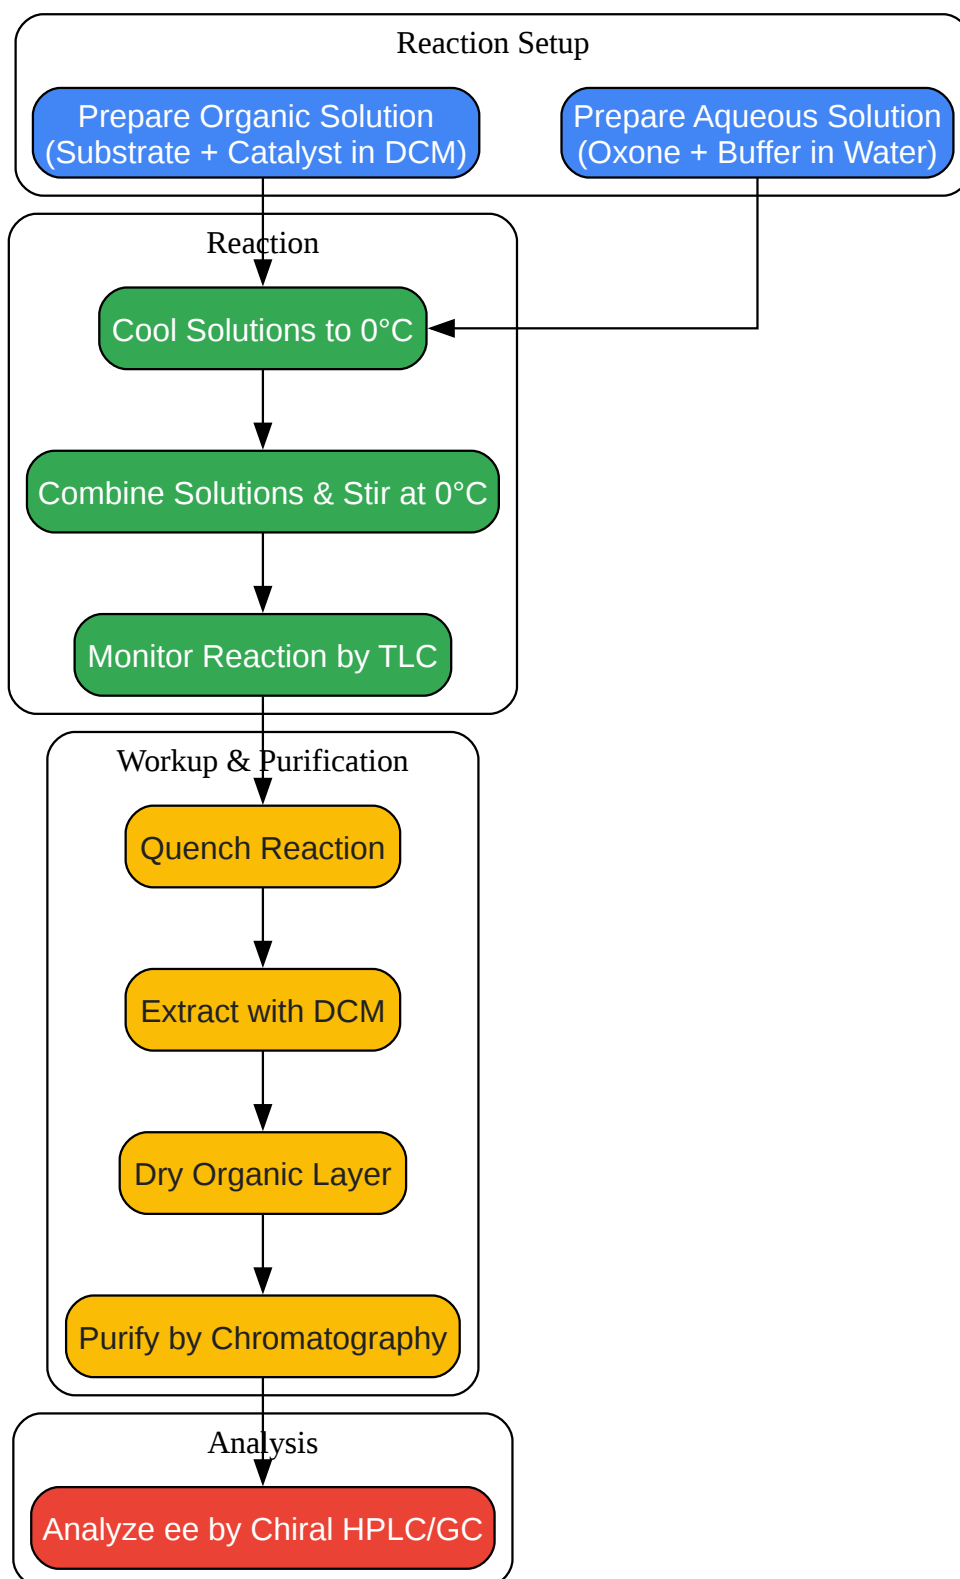 Reaction Setup
Prepare Organic Solution
(Substrate + Catalyst in DCM)
Prepare Aqueous Solution
(Oxone + Buffer in Water)
Reaction
Cool Solutions to 0°C
Combine Solutions & Stir at 0°C
Monitor Reaction by TLC
Workup & Purification
Quench Reaction
Extract with DCM
Dry Organic Layer
Purify by Chromatography
Analysis
Analyze ee by Chiral HPLC/GC